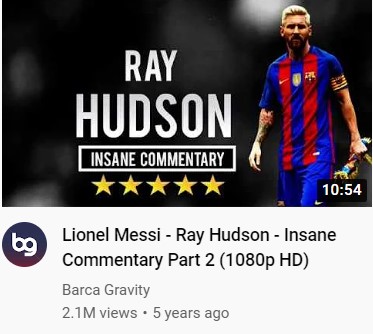 RAY
HUDSON
INSANE COMMENTARY
10:54
bg
Lionel Messi - Ray Hudson - Insane
Commentary Part 2 (1080p HD)
Barca Gravity
2.1M views • 5 years ago